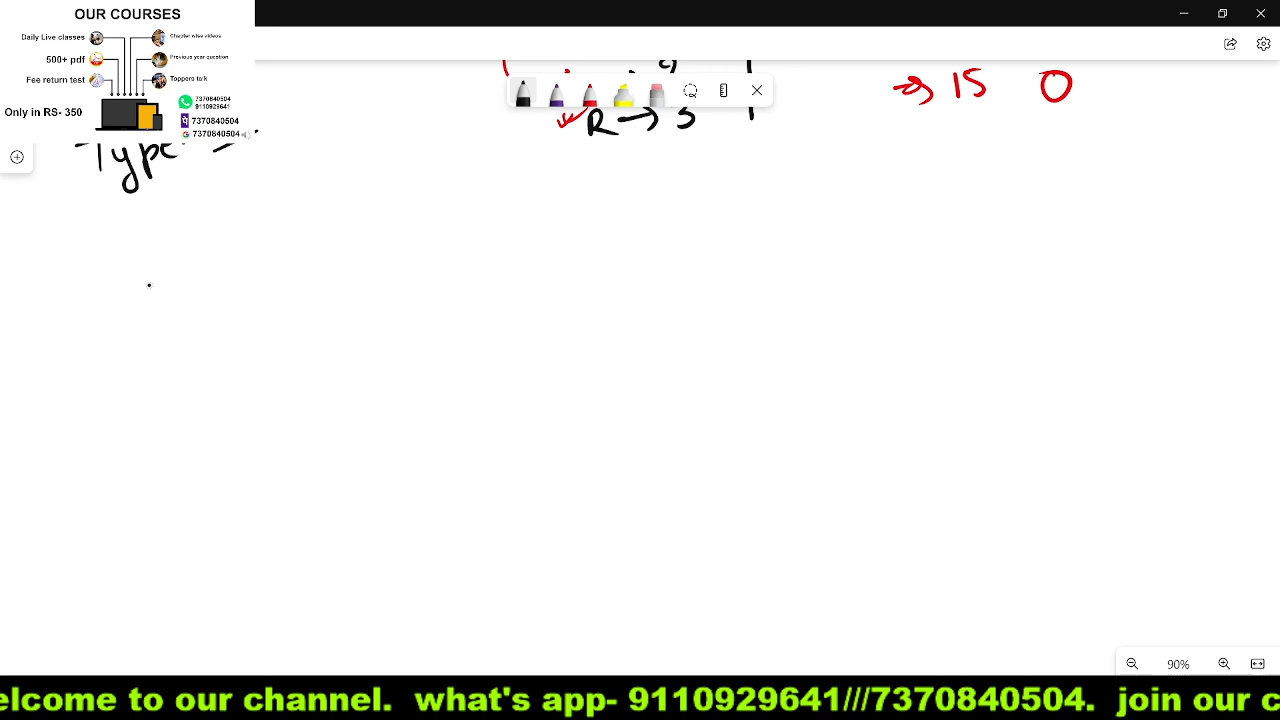 OUR COURSES
Daily Live classes
Chapter wise videos
500+ pdf
Previous year question
Fee return test
Toppers talk
Only in RS- 350
7370840504
9110929641
7370840504
7370840504
⇒ 15 0
R → 5
Type
90%
elcome to our channel. what's app- 9110929641///7370840504. join our c